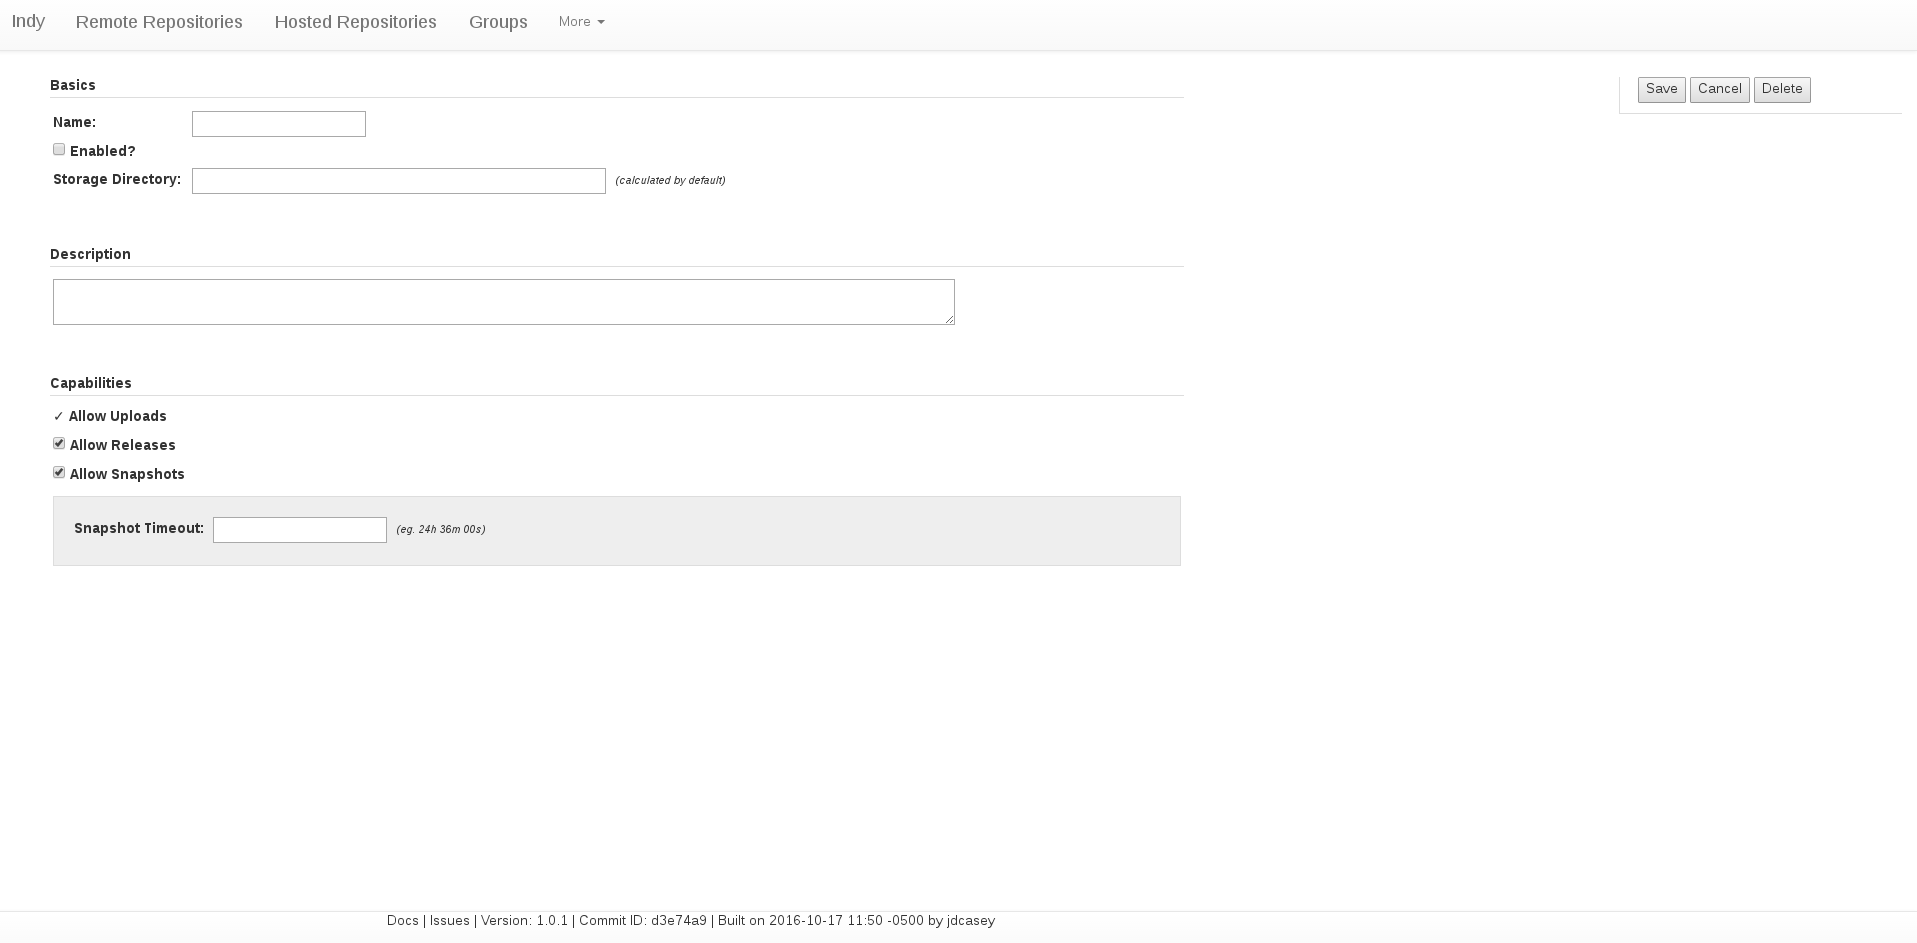 Indy Remote Repositories Hosted Repositories Groups More
Basics
Save Cancel Delete
Name:
Enabled?
Storage Directory: (calculated by default)
Description
Capabilities
✓ Allow Uploads
Allow Releases
Allow Snapshots
Snapshot Timeout: (eg. 24h 36m 00s)
Docs | Issues | Version: 1.0.1 | Commit ID: d3e74a9 | Built on 2016-10-17 11:50 -0500 by jdcasey